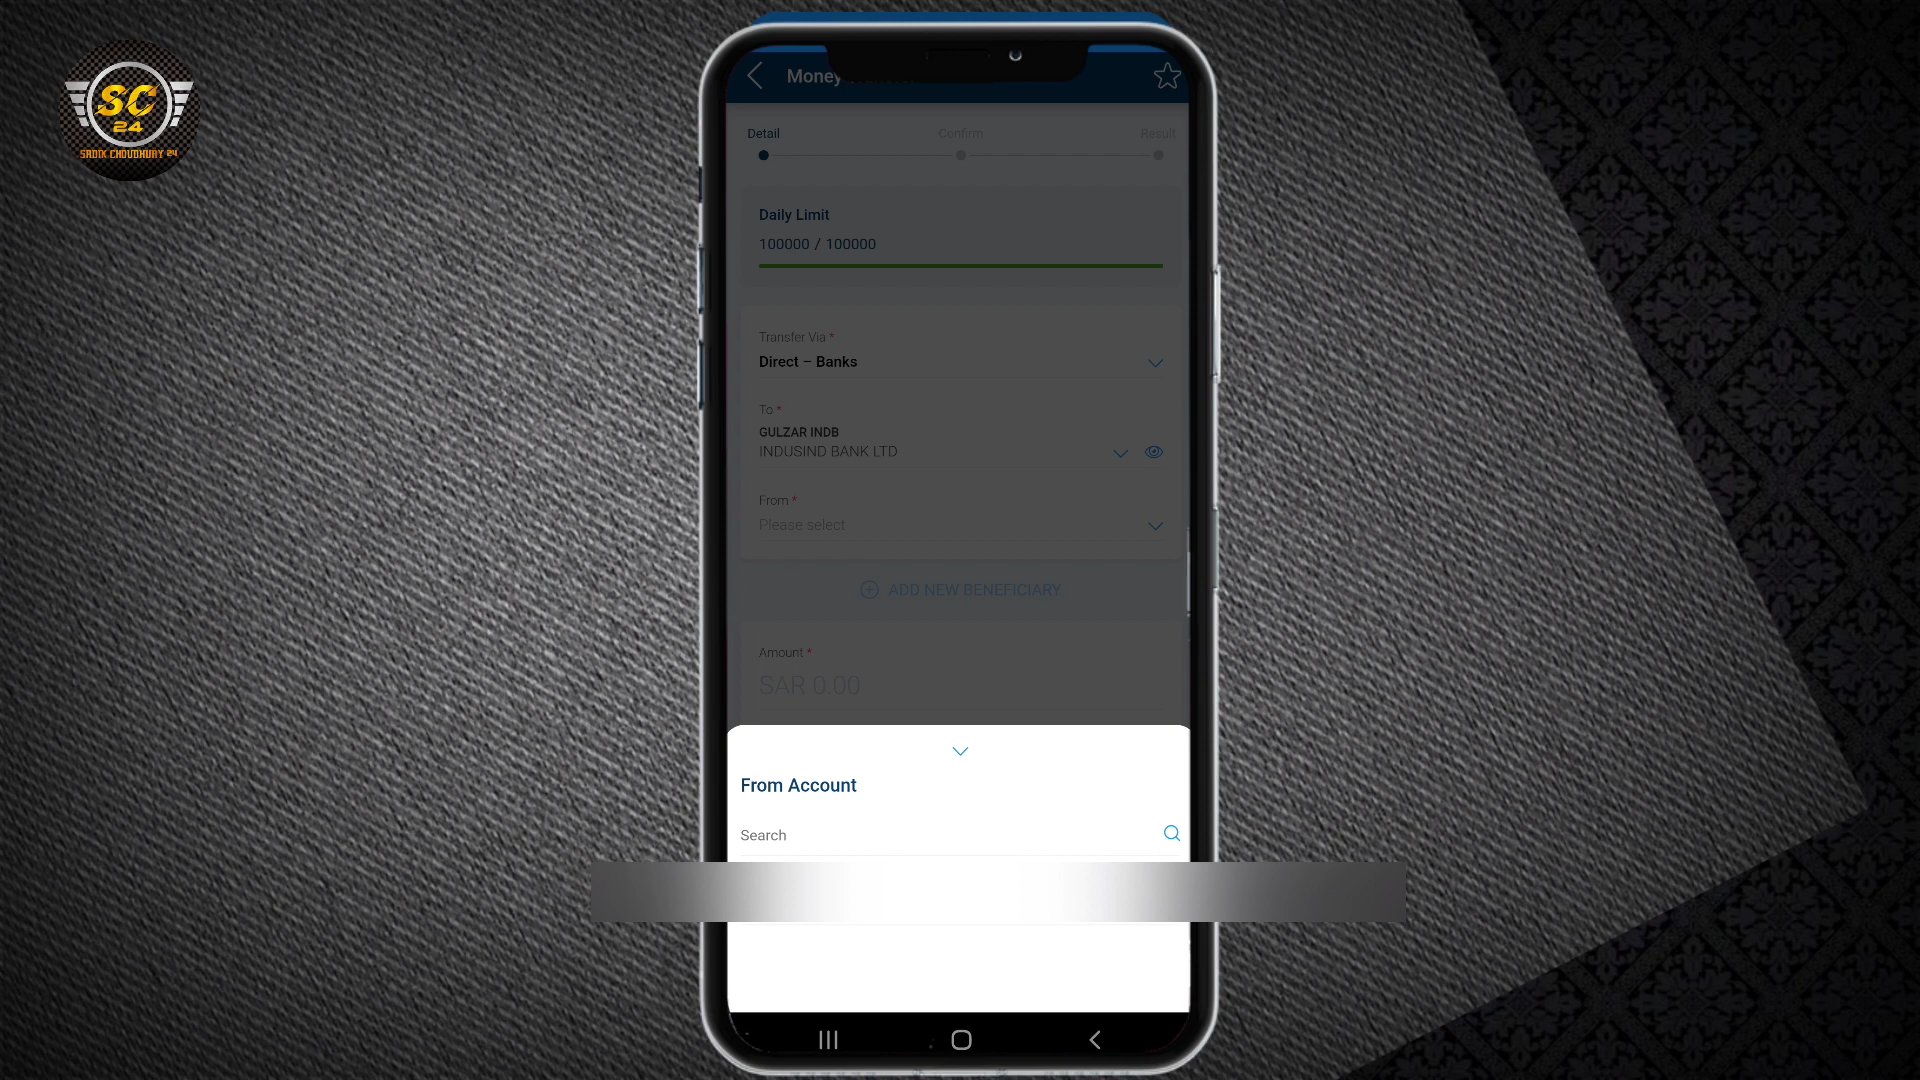 SC
24
SADIK CHOUDHURY 24
Money
Detail
Confirm
Result
Daily Limit
100000 / 100000
Transfer Via *
Direct – Banks
To *
GULZAR INDB
INDUSIND BANK LTD
From *
Please select
ADD NEW BENEFICIARY
Amount *
SAR 0.00
From Account
Search